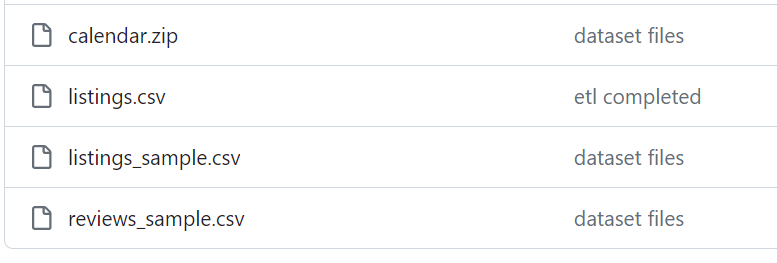 calendar.zip dataset files
listings.csv etl completed
listings_sample.csv dataset files
reviews_sample.csv dataset files